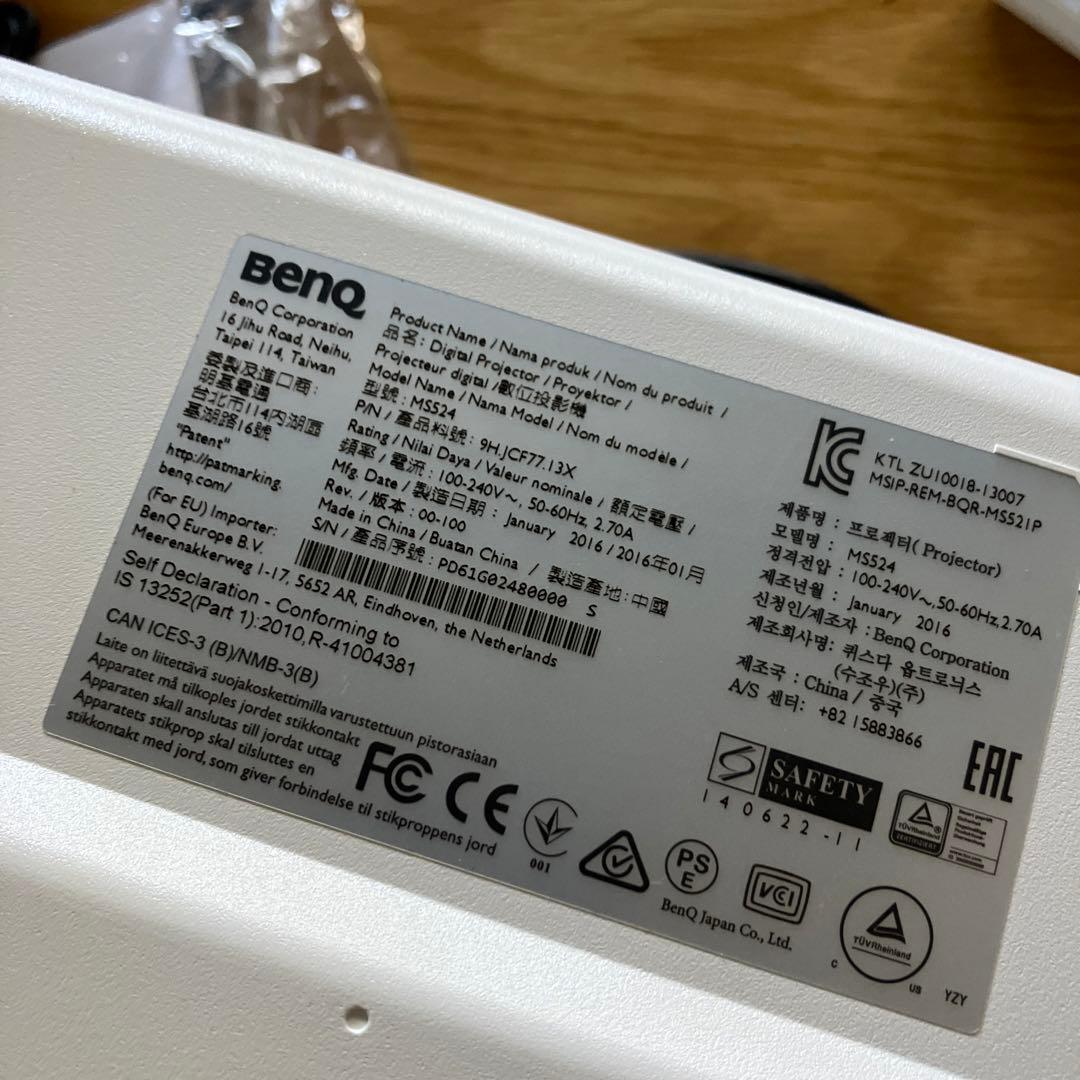 BenQ
BenQ Corporation
16 Jihu Road, Neihu,
Taipei 114, Taiwan
委製及進口商:
明基電通
台北市114內湖區
基湖路16號
"Patent"
http://patmarking.
benq.com/
(For EU) Importer:
BenQ Europe B.V.
Meerenakkerweg 1-17, 5652 AR, Eindhoven, the Netherlands
Self Declaration - Conforming to
IS 13252(Part 1):2010,R-41004381
CAN ICES-3 (B)/NMB-3(B)
Laite on liitettävä suojakoskettimilla varustettuun pistorasiaan
Apparatet må tilkoples jordet stikkontakt
Apparaten skall anslutas till jordat uttag
Apparatets stikprop skal tilsluttes en
stikkontakt med jord, som giver forbindelse til stikproppens jord
Product Name / Nama produk / Nom du produit /
品名: Digital Projector / Proyektor /
Projecteur digital /數位投影機
Model Name / Nama Model / Nom du modèle /
型號: MS524
P/N / 產品料號: 9H.JCF77.13X
Rating / Nilai Daya / Valeur nominale / 額定電壓 /
頻率 / 電流: 100-240V~, 50-60Hz, 2.70A
Mfg. Date / 製造日期: January 2016 / 2016年01月
Rev. / 版本: 00-100
Made in China / Buatan China / 製造產地: 中國
S/N / 產品序號: PD61G02480000 S
KTL ZU10018-13007
MSIP-REM-BQR-MS521P
제품명: 프로젝터( Projector)
모델명: MS524
정격전압: 100-240V~,50-60Hz,2.70A
제조년월: January 2016
신청인/제조자: BenQ Corporation
제조회사명: 퀴스다 옵트로닉스
(수조우)(주)
제조국: China / 중국
A/S 센터: +82 15883866
FC CE
001
PS
E
BenQ Japan Co., Ltd.
VCI
S SAFETY
MARK
140622-11
EAC
TÜVRheinland
CERTIFIZIERT
TÜVRheinland
C US
YZY